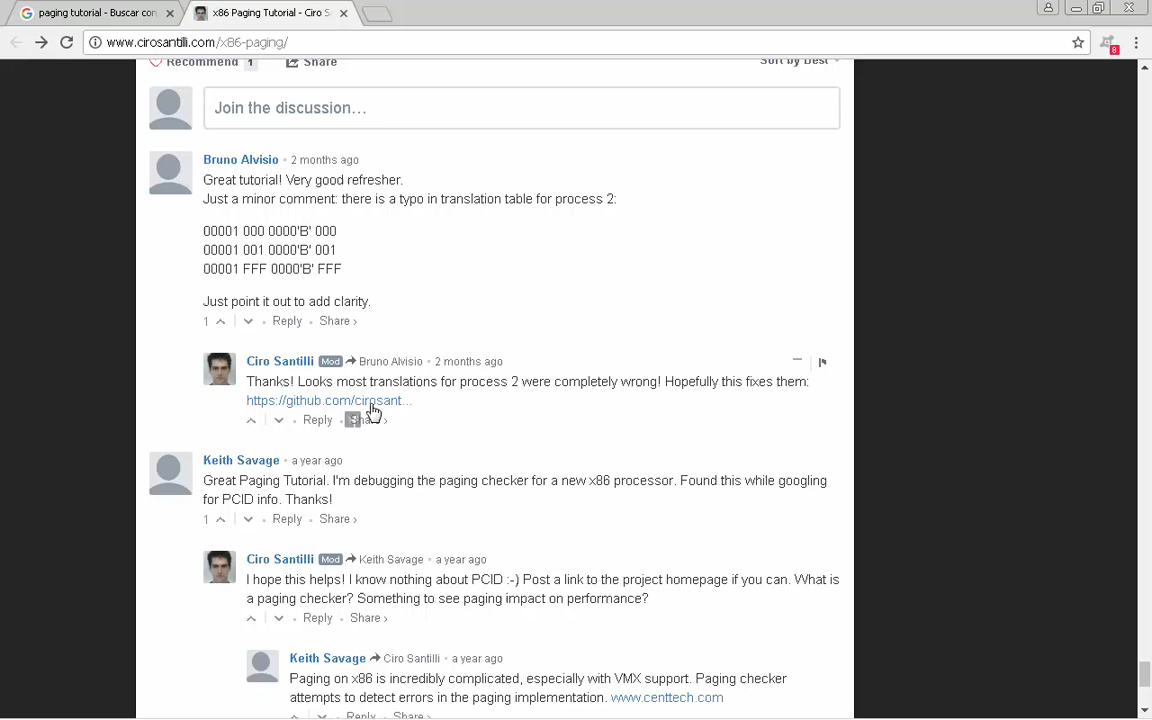 paging tutorial - Buscar con
x86 Paging Tutorial - Ciro S
www.cirosantilli.com/x86-paging/
8
Recommend 1 Share Sort by Best
Join the discussion...
Bruno Alvisio • 2 months ago
Great tutorial! Very good refresher.
Just a minor comment: there is a typo in translation table for process 2:
00001 000 0000'B' 000
00001 001 0000'B' 001
00001 FFF 0000'B' FFF
Just point it out to add clarity.
1 • Reply • Share ›
Ciro Santilli Mod Bruno Alvisio • 2 months ago
Thanks! Looks most translations for process 2 were completely wrong! Hopefully this fixes them:
https://github.com/cirosant...
• Reply • Share ›
Keith Savage • a year ago
Great Paging Tutorial. I'm debugging the paging checker for a new x86 processor. Found this while googling
for PCID info. Thanks!
1 • Reply • Share ›
Ciro Santilli Mod Keith Savage • a year ago
I hope this helps! I know nothing about PCID :-) Post a link to the project homepage if you can. What is
a paging checker? Something to see paging impact on performance?
• Reply • Share ›
Keith Savage Ciro Santilli • a year ago
Paging on x86 is incredibly complicated, especially with VMX support. Paging checker
attempts to detect errors in the paging implementation. www.centtech.com
• Reply • Share ›